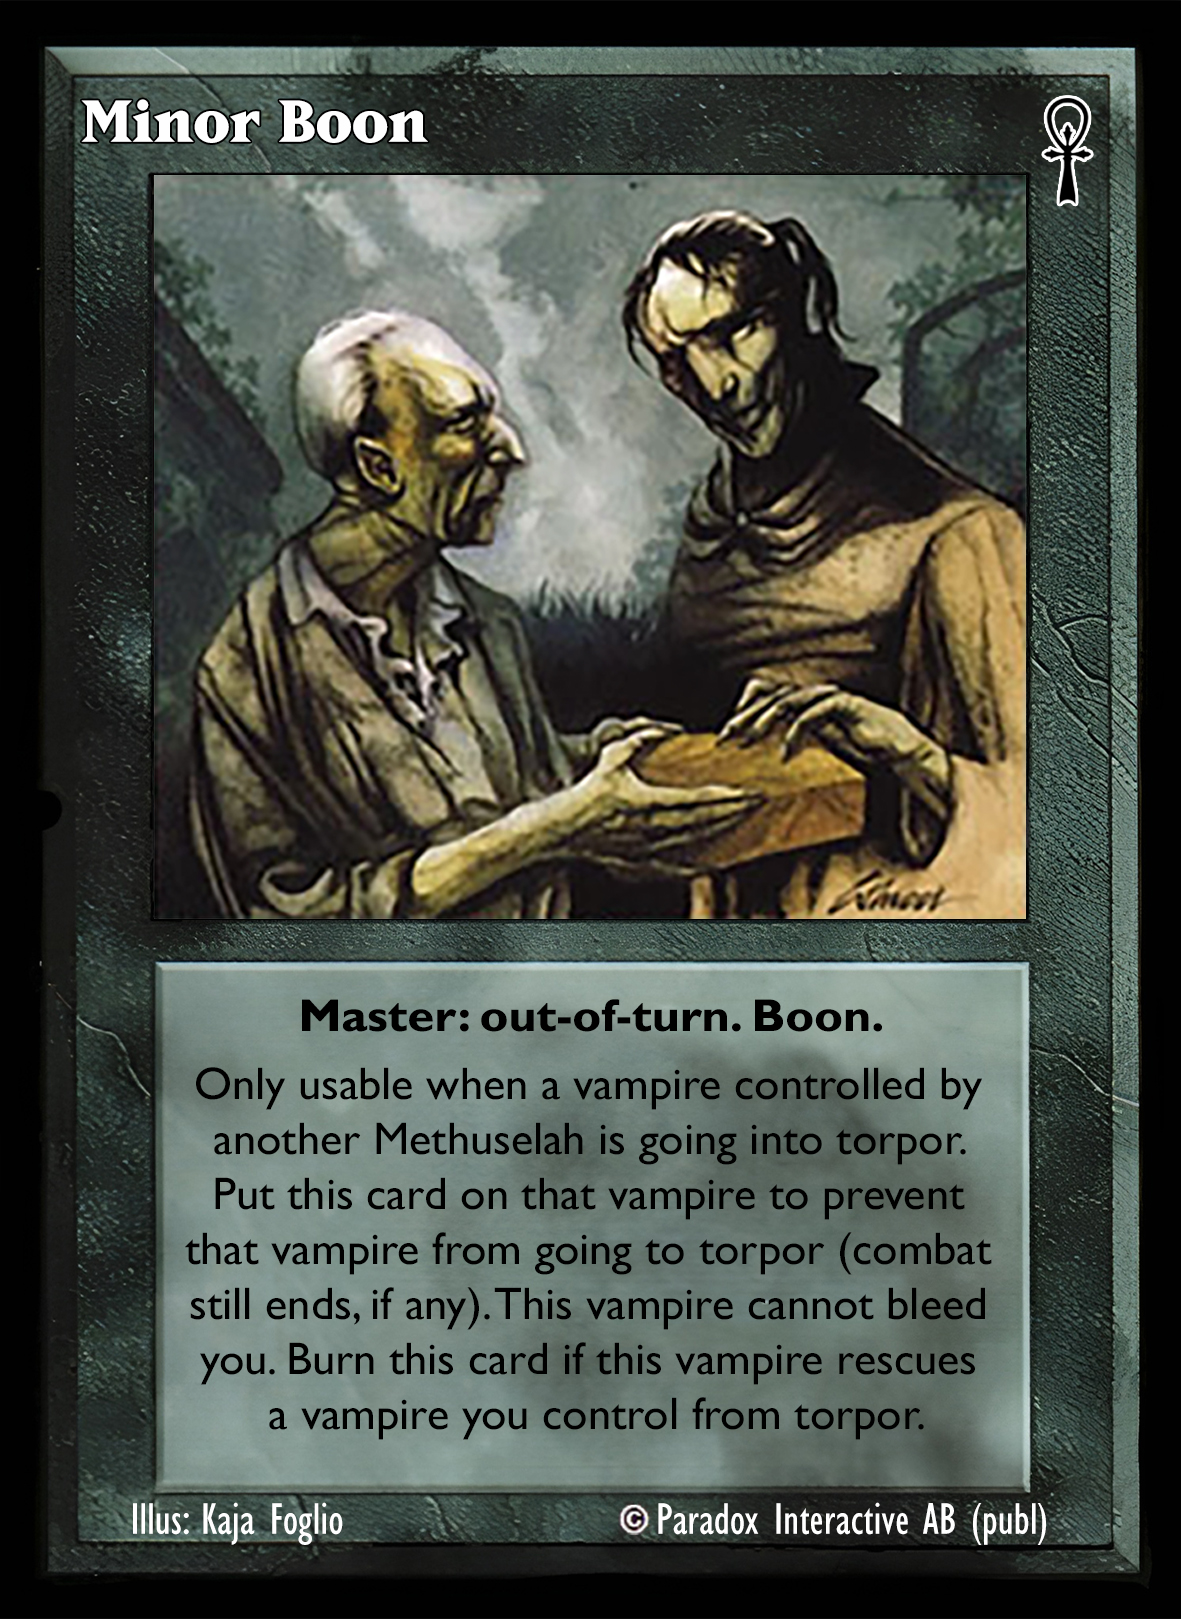 Minor Boon
Master: out-of-turn. Boon.
Only usable when a vampire controlled by
another Methuselah is going into torpor.
Put this card on that vampire to prevent
that vampire from going to torpor (combat
still ends, if any). This vampire cannot bleed
you. Burn this card if this vampire rescues
a vampire you control from torpor.
Illus: Kaja Foglio
© Paradox Interactive AB (publ)